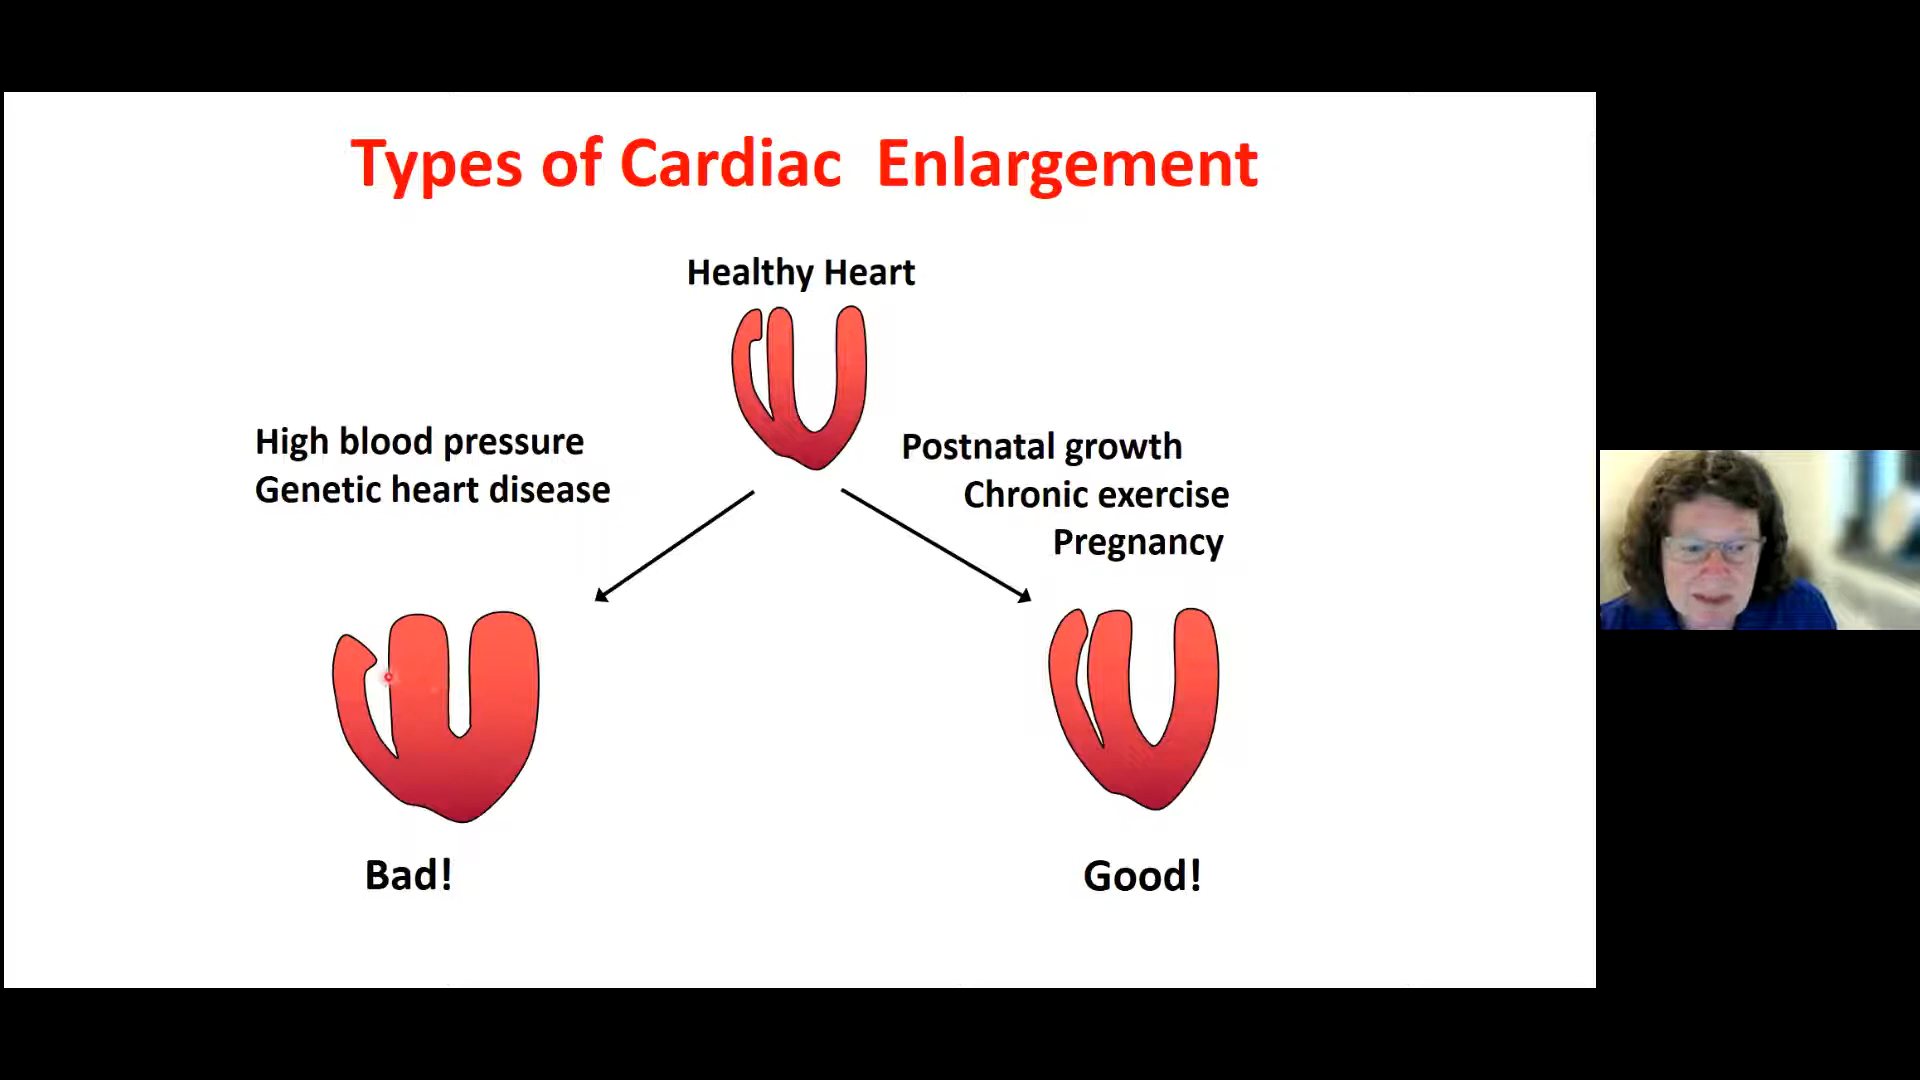 Types of Cardiac Enlargement
Healthy Heart
High blood pressure
Genetic heart disease
Postnatal growth
Chronic exercise
Pregnancy
Bad!
Good!